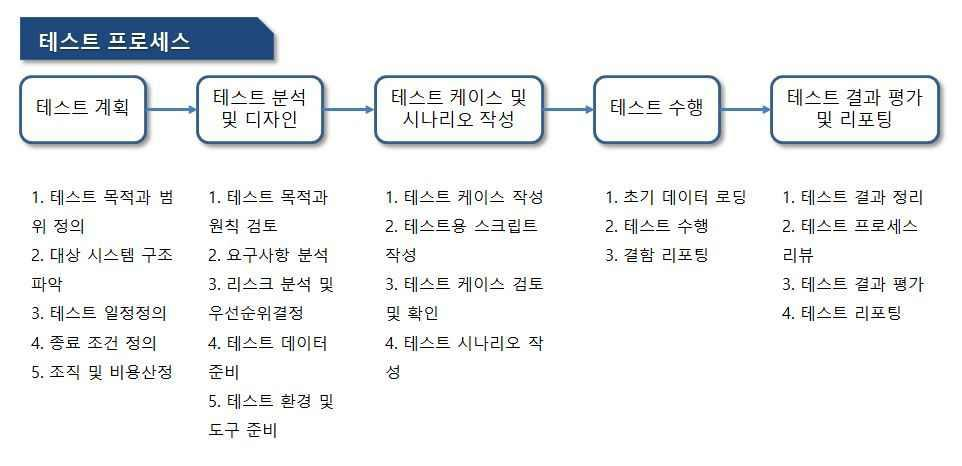 테스트 프로세스
테스트 계획
테스트 분석
및 디자인
테스트 케이스 및
시나리오 작성
테스트 수행
테스트 결과 평가
및 리포팅
1. 테스트 목적과 범
위 정의
2. 대상 시스템 구조
파악
3. 테스트 일정정의
4. 종료 조건 정의
5. 조직 및 비용산정
1. 테스트 목적과
원칙 검토
2. 요구사항 분석
3. 리스크 분석 및
우선순위결정
4. 테스트 데이터
준비
5. 테스트 환경 및
도구 준비
1. 테스트 케이스 작성
2. 테스트용 스크립트
작성
3. 테스트 케이스 검토
및 확인
4. 테스트 시나리오 작
성
1. 초기 데이터 로딩
2. 테스트 수행
3. 결함 리포팅
1. 테스트 결과 정리
2. 테스트 프로세스
리뷰
3. 테스트 결과 평가
4. 테스트 리포팅